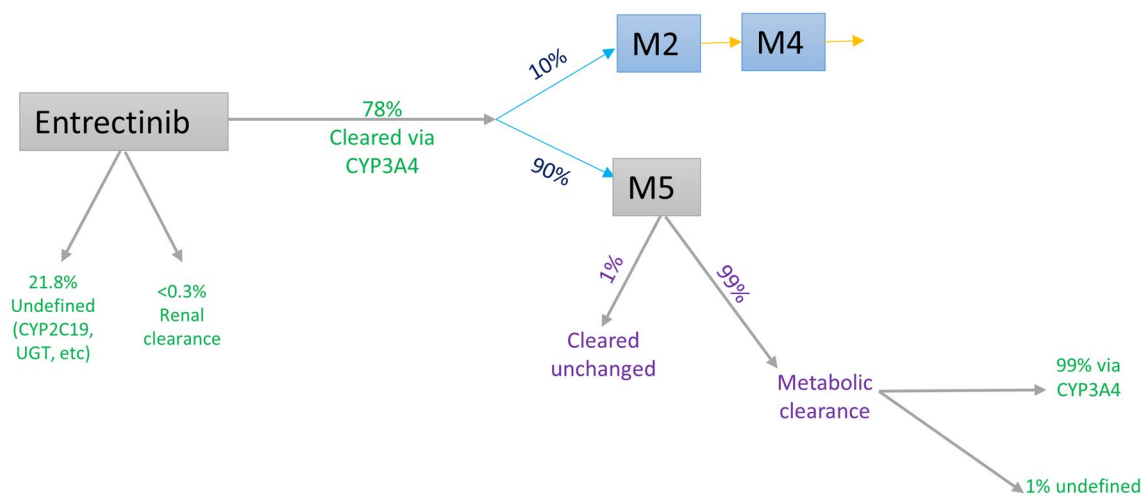 M2
M4
10%
Entrectinib
78%
Cleared via
CYP3A4
90%
M5
21.8%
Undefined
(CYP2C19,
UGT, etc)
<0.3%
Renal
clearance
1%
99%
Cleared
unchanged
Metabolic
clearance
99% via
CYP3A4
1% undefined